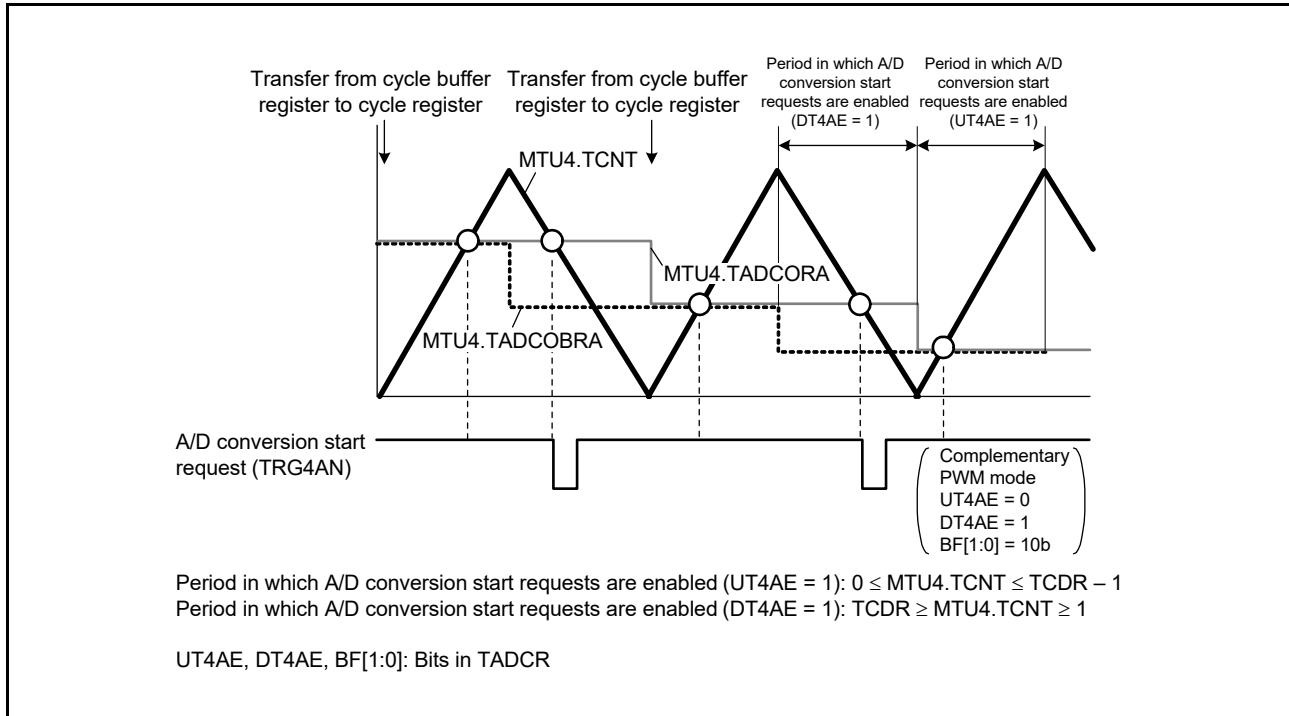 Transfer from cycle buffer
register to cycle register
Transfer from cycle buffer
register to cycle register
Period in which A/D
conversion start
requests are enabled
(DT4AE = 1)
Period in which A/D
conversion start
requests are enabled
(UT4AE = 1)
MTU4.TCNT
MTU4.TADCORA
MTU4.TADCOBRA
A/D conversion start
request (TRG4AN)
Complementary
PWM mode
UT4AE = 0
DT4AE = 1
BF[1:0] = 10b
Period in which A/D conversion start requests are enabled (UT4AE = 1): 0 ≤ MTU4.TCNT ≤ TCDR – 1
Period in which A/D conversion start requests are enabled (DT4AE = 1): TCDR ≥ MTU4.TCNT ≥ 1
UT4AE, DT4AE, BF[1:0]: Bits in TADCR